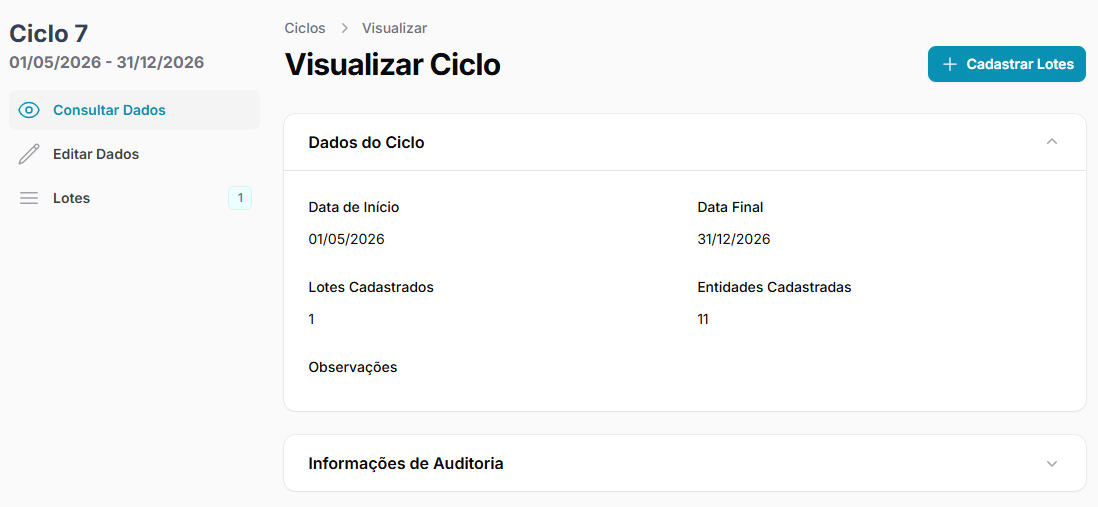 Ciclo 7
01/05/2026 - 31/12/2026
Consultar Dados
Editar Dados
Lotes 1
Ciclos > Visualizar
Visualizar Ciclo
+ Cadastrar Lotes
Dados do Ciclo
Data de Início
01/05/2026
Data Final
31/12/2026
Lotes Cadastrados
1
Entidades Cadastradas
11
Observações
Informações de Auditoria